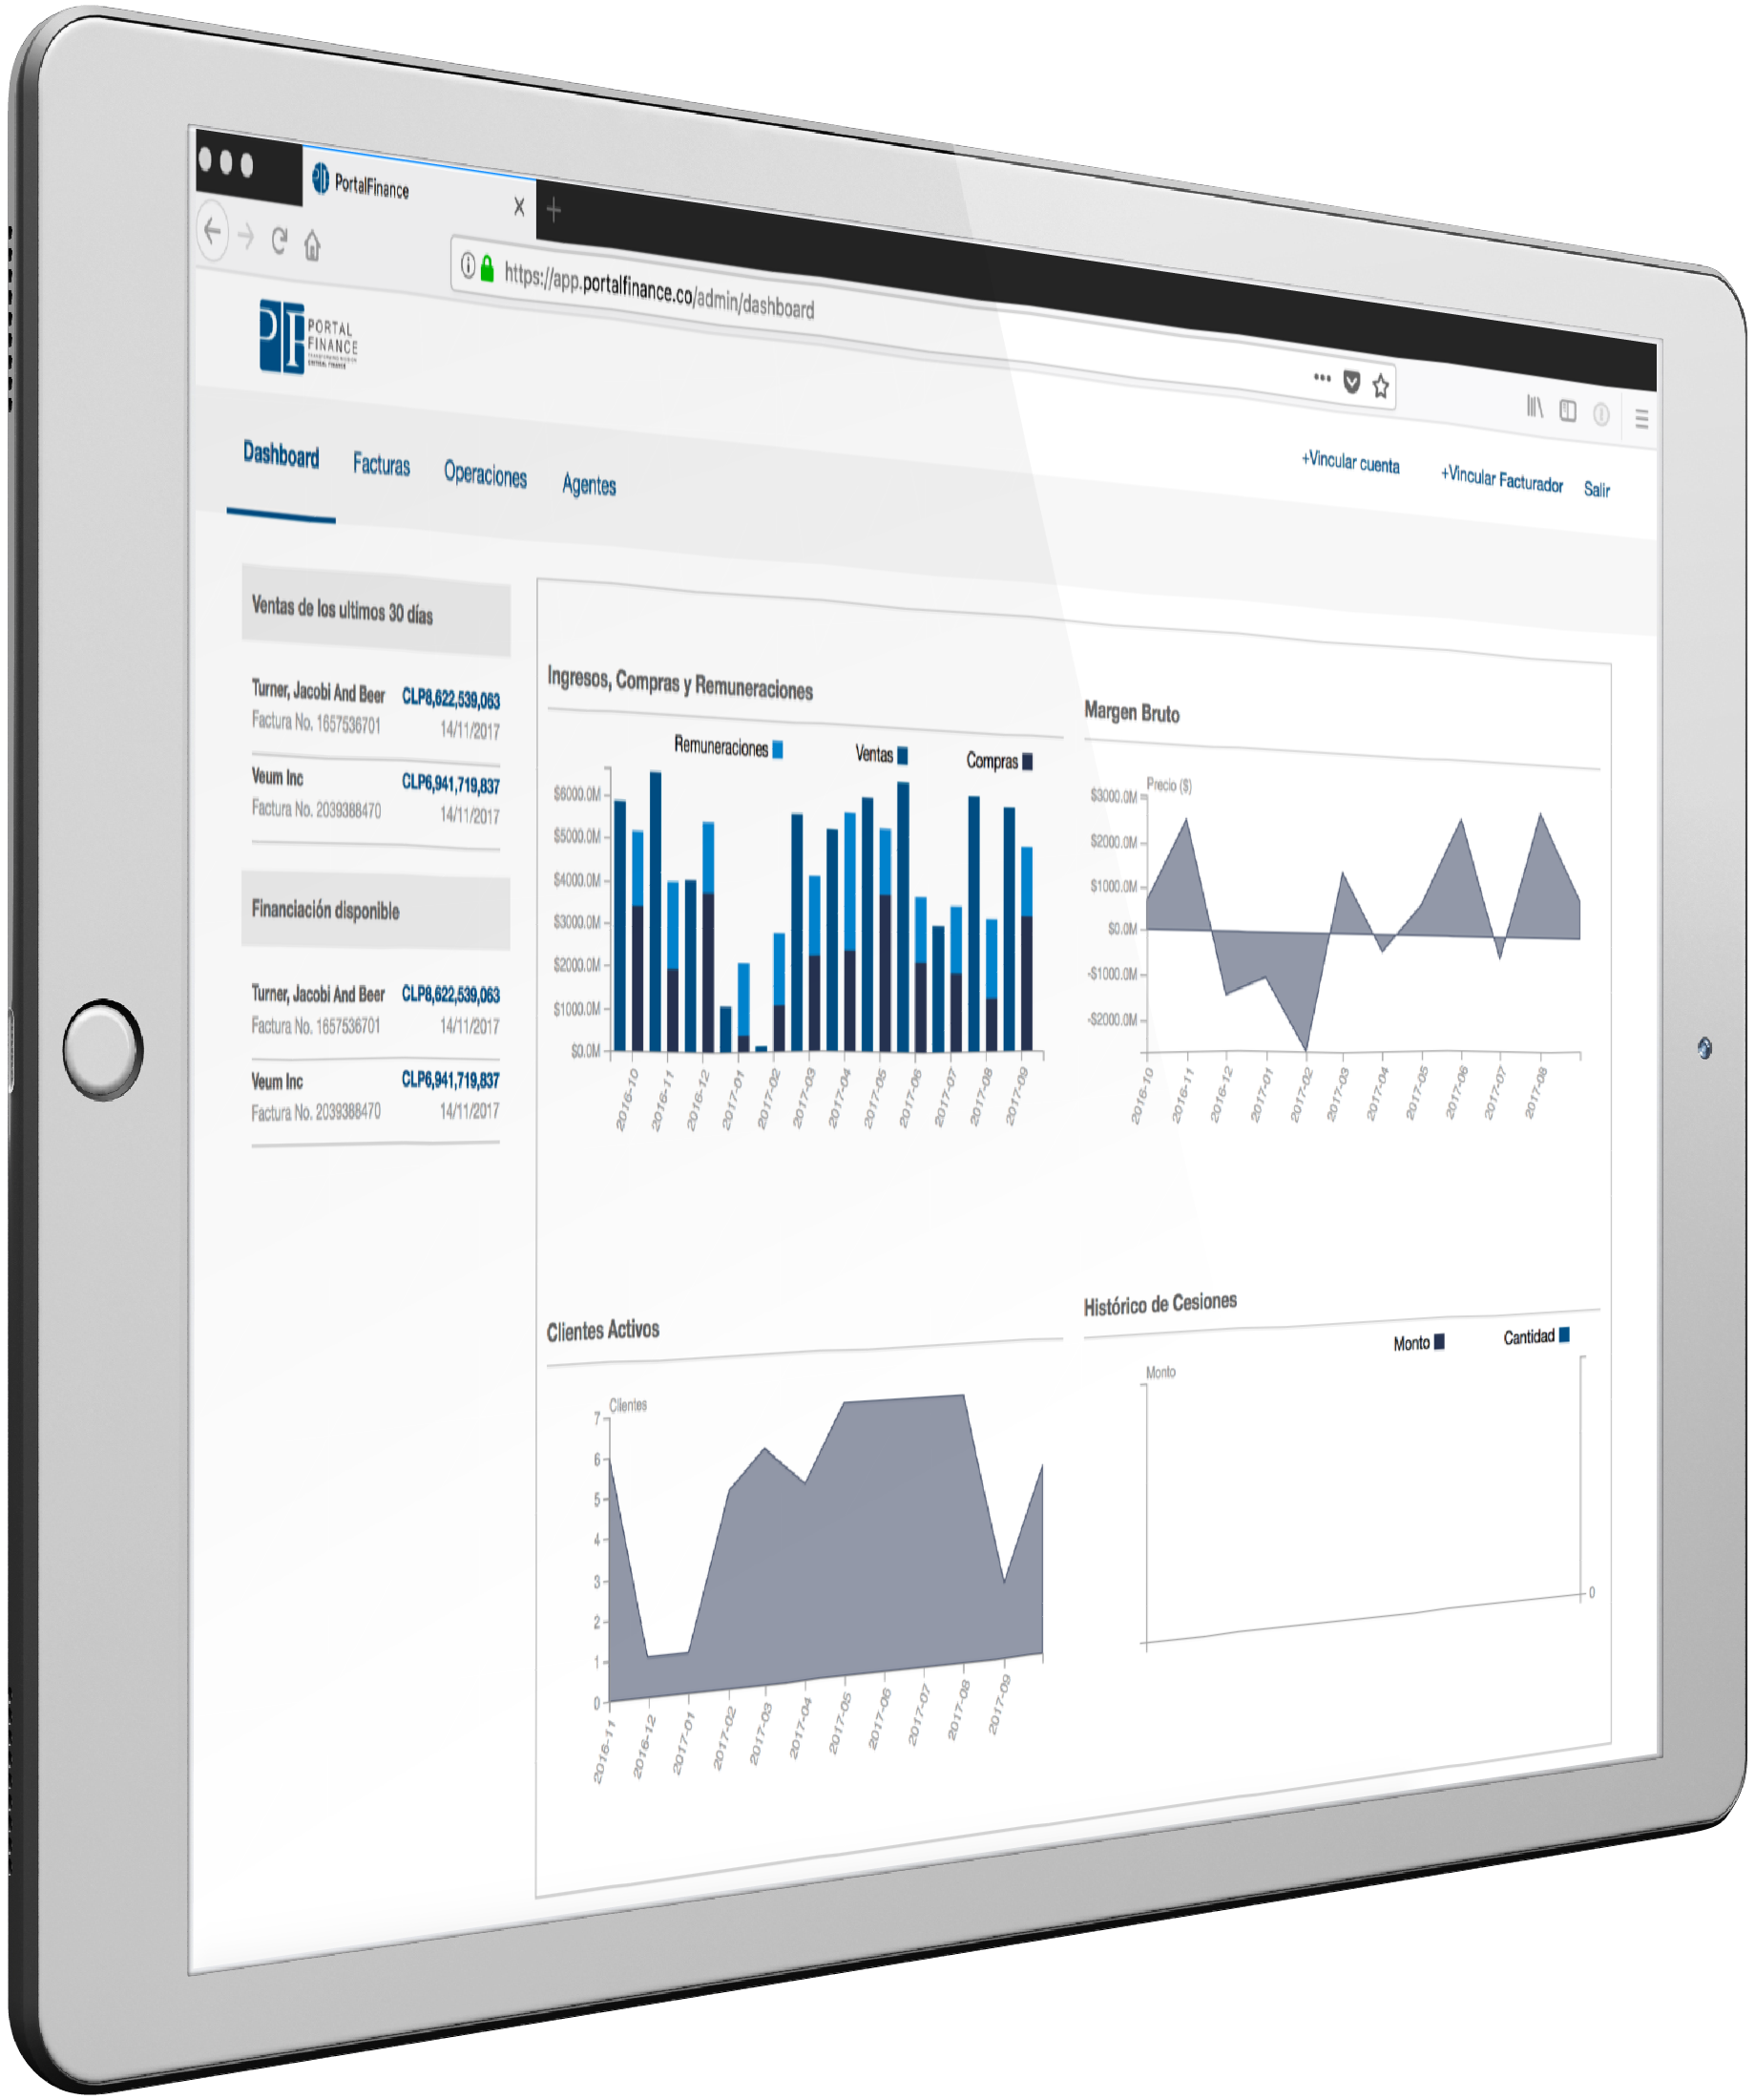 PortalFinance
https://app.portalfinance.co/admin/dashboard
PF PORTAL
FINANCE
Dashboard Facturas Operaciones Agentes +Vincular cuenta +Vincular Facturador Salir
Ventas de los ultimos 30 días
Turner, Jacobi And Beer CLP8,622,539,063
Factura No. 1657536701 14/11/2017
Veum Inc CLP6,941,719,837
Factura No. 2039388470 14/11/2017
Financiación disponible
Turner, Jacobi And Beer CLP8,622,539,063
Factura No. 1657536701 14/11/2017
Veum Inc CLP6,941,719,837
Factura No. 2039388470 14/11/2017
Ingresos, Compras y Remuneraciones
Remuneraciones Ventas Compras
$6000.0M
$5000.0M
$4000.0M
$3000.0M
$2000.0M
$1000.0M
$0.0M
2016-10 2016-11 2016-12 2017-01 2017-02 2017-03 2017-04 2017-05 2017-06 2017-07 2017-08 2017-09
Margen Bruto
Precio ($)
$3000.0M
$2000.0M
$1000.0M
$0.0M
-$1000.0M
-$2000.0M
2016-10 2016-11 2016-12 2017-01 2017-02 2017-03 2017-04 2017-05 2017-06 2017-07 2017-08
Clientes Activos
Clientes
7
6
5
4
3
2
1
0
2016-11 2016-12 2017-01 2017-02 2017-03 2017-04 2017-05 2017-06 2017-07 2017-08 2017-09
Histórico de Cesiones
Monto Cantidad
Monto
0